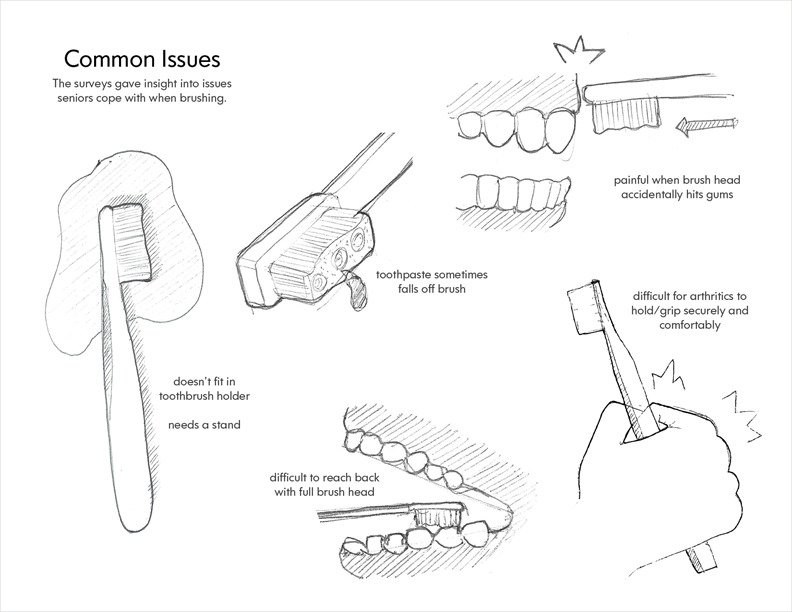 Common Issues
The surveys gave insight into issues
seniors cope with when brushing.
painful when brush head
accidentally hits gums
toothpaste sometimes
falls off brush
difficult for arthritics to
hold/grip securely and
comfortably
doesn't fit in
toothbrush holder
needs a stand
difficult to reach back
with full brush head